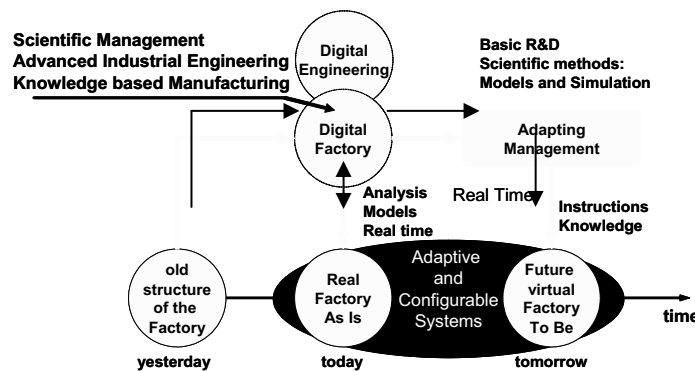 Scientific Management
Advanced Industrial Engineering
Knowledge based Manufacturing
Digital
Engineering
Basic R&D
Scientific methods:
Models and Simulation
Digital
Factory
Adapting
Management
Analysis
Models
Real time
Real Time
Instructions
Knowledge
old
structure
of the
Factory
Real
Factory
As Is
Adaptive
and
Configurable
Systems
Future
virtual
Factory
To Be
time
yesterday
today
tomorrow